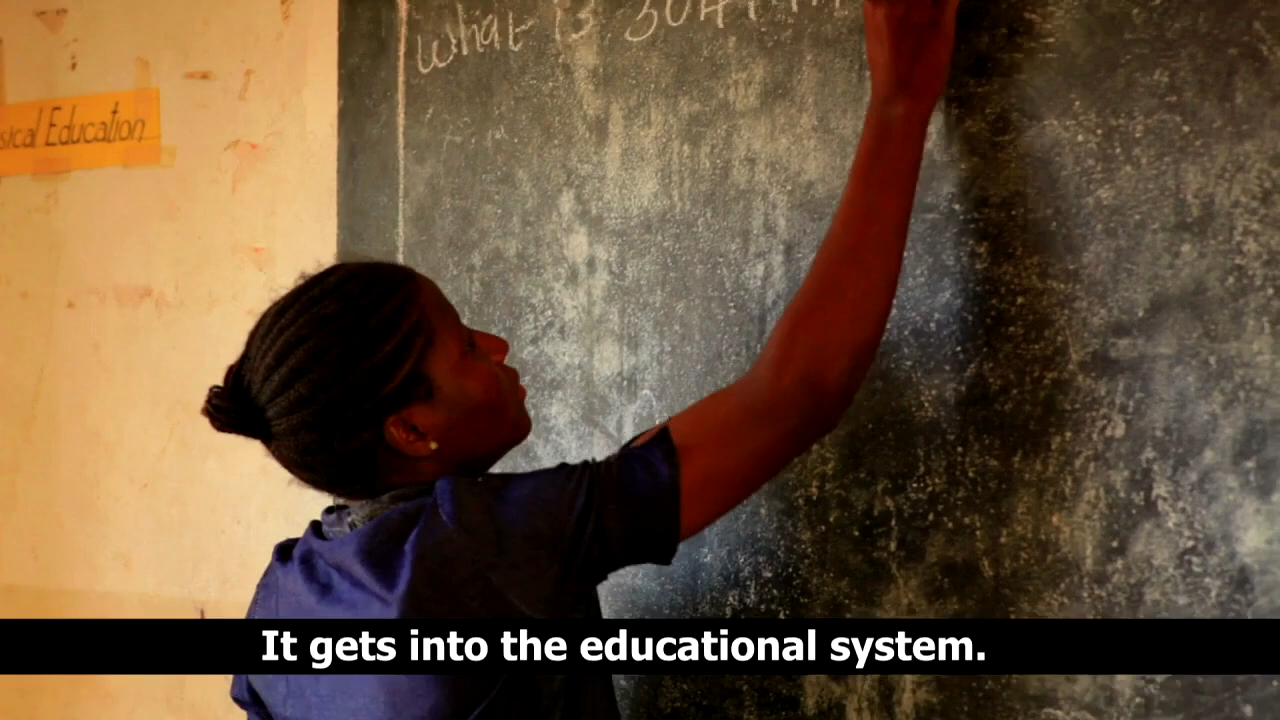 What is
sical Education
It gets into the educational system.